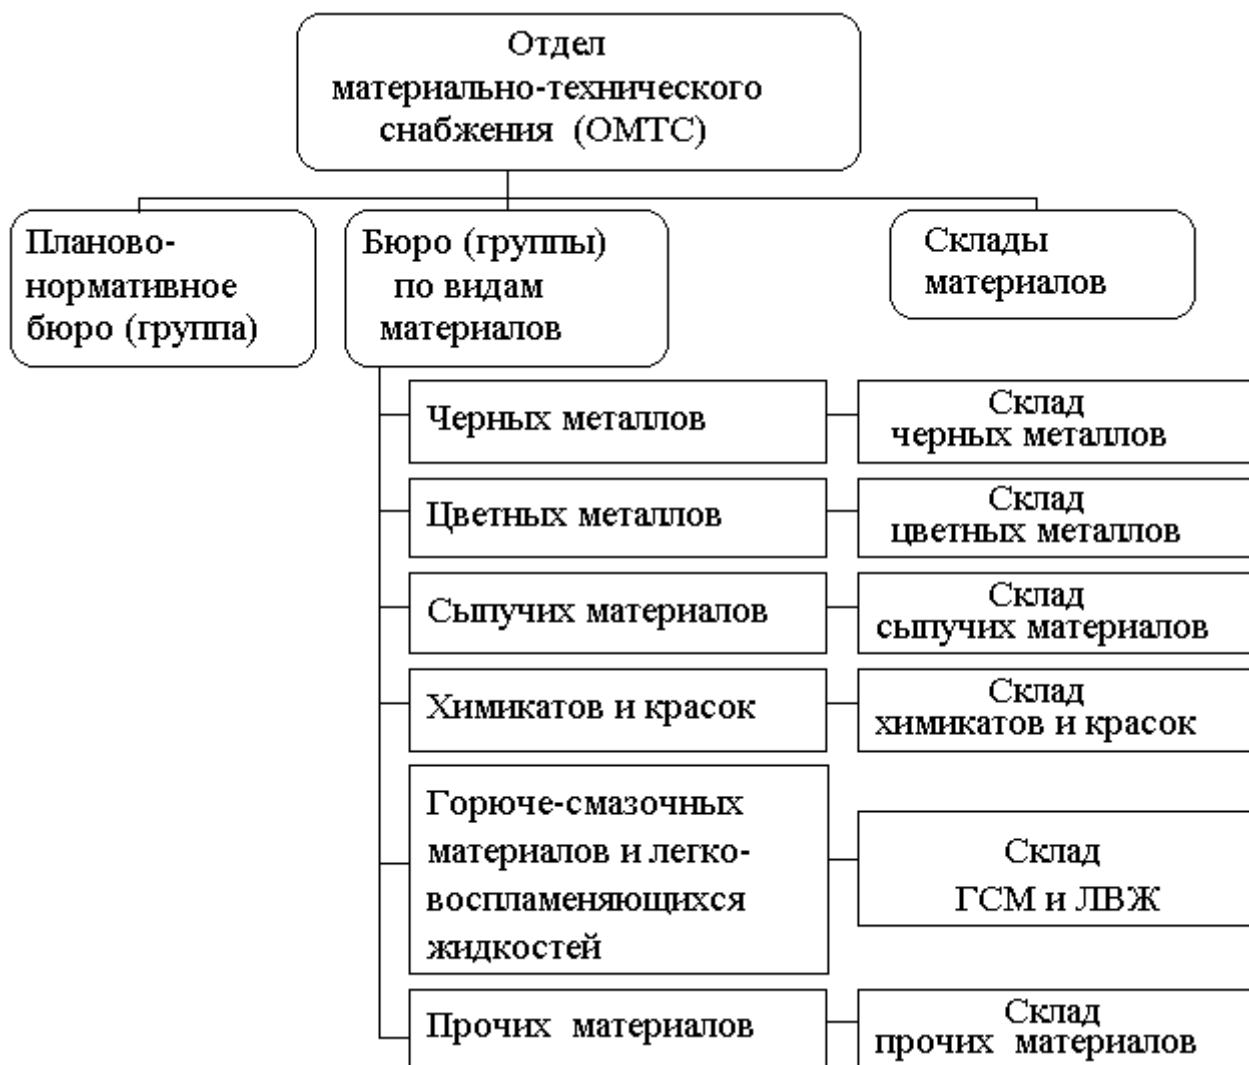 Отдел
материально-технического
снабжения (ОМТС)
Планово-
нормативное
бюро (группа)
Бюро (группы)
по видам
материалов
Склады
материалов
Черных металлов
Склад
черных металлов
Цветных металлов
Склад
цветных металлов
Сыпучих материалов
Склад
сыпучих материалов
Химикатов и красок
Склад
химикатов и красок
Горюче-смазочных
материалов и легко-
воспламеняющихся
жидкостей
Склад
ГСМ и ЛВЖ
Прочих материалов
Склад
прочих материалов